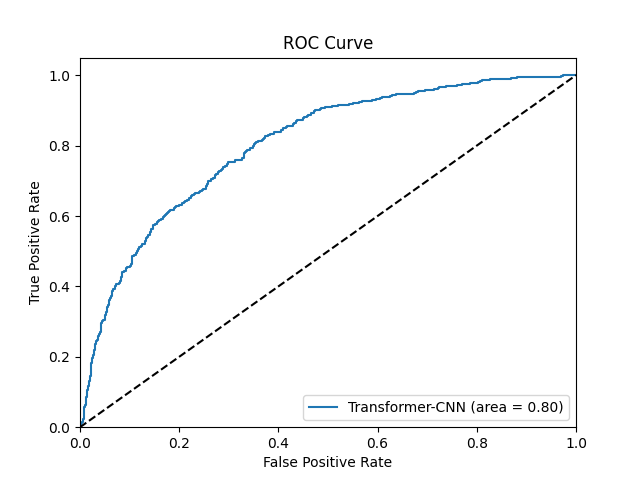 ROC Curve
True Positive Rate
1.0
0.8
0.6
0.4
0.2
0.0
0.0 0.2 0.4 0.6 0.8 1.0
False Positive Rate
Transformer-CNN (area = 0.80)